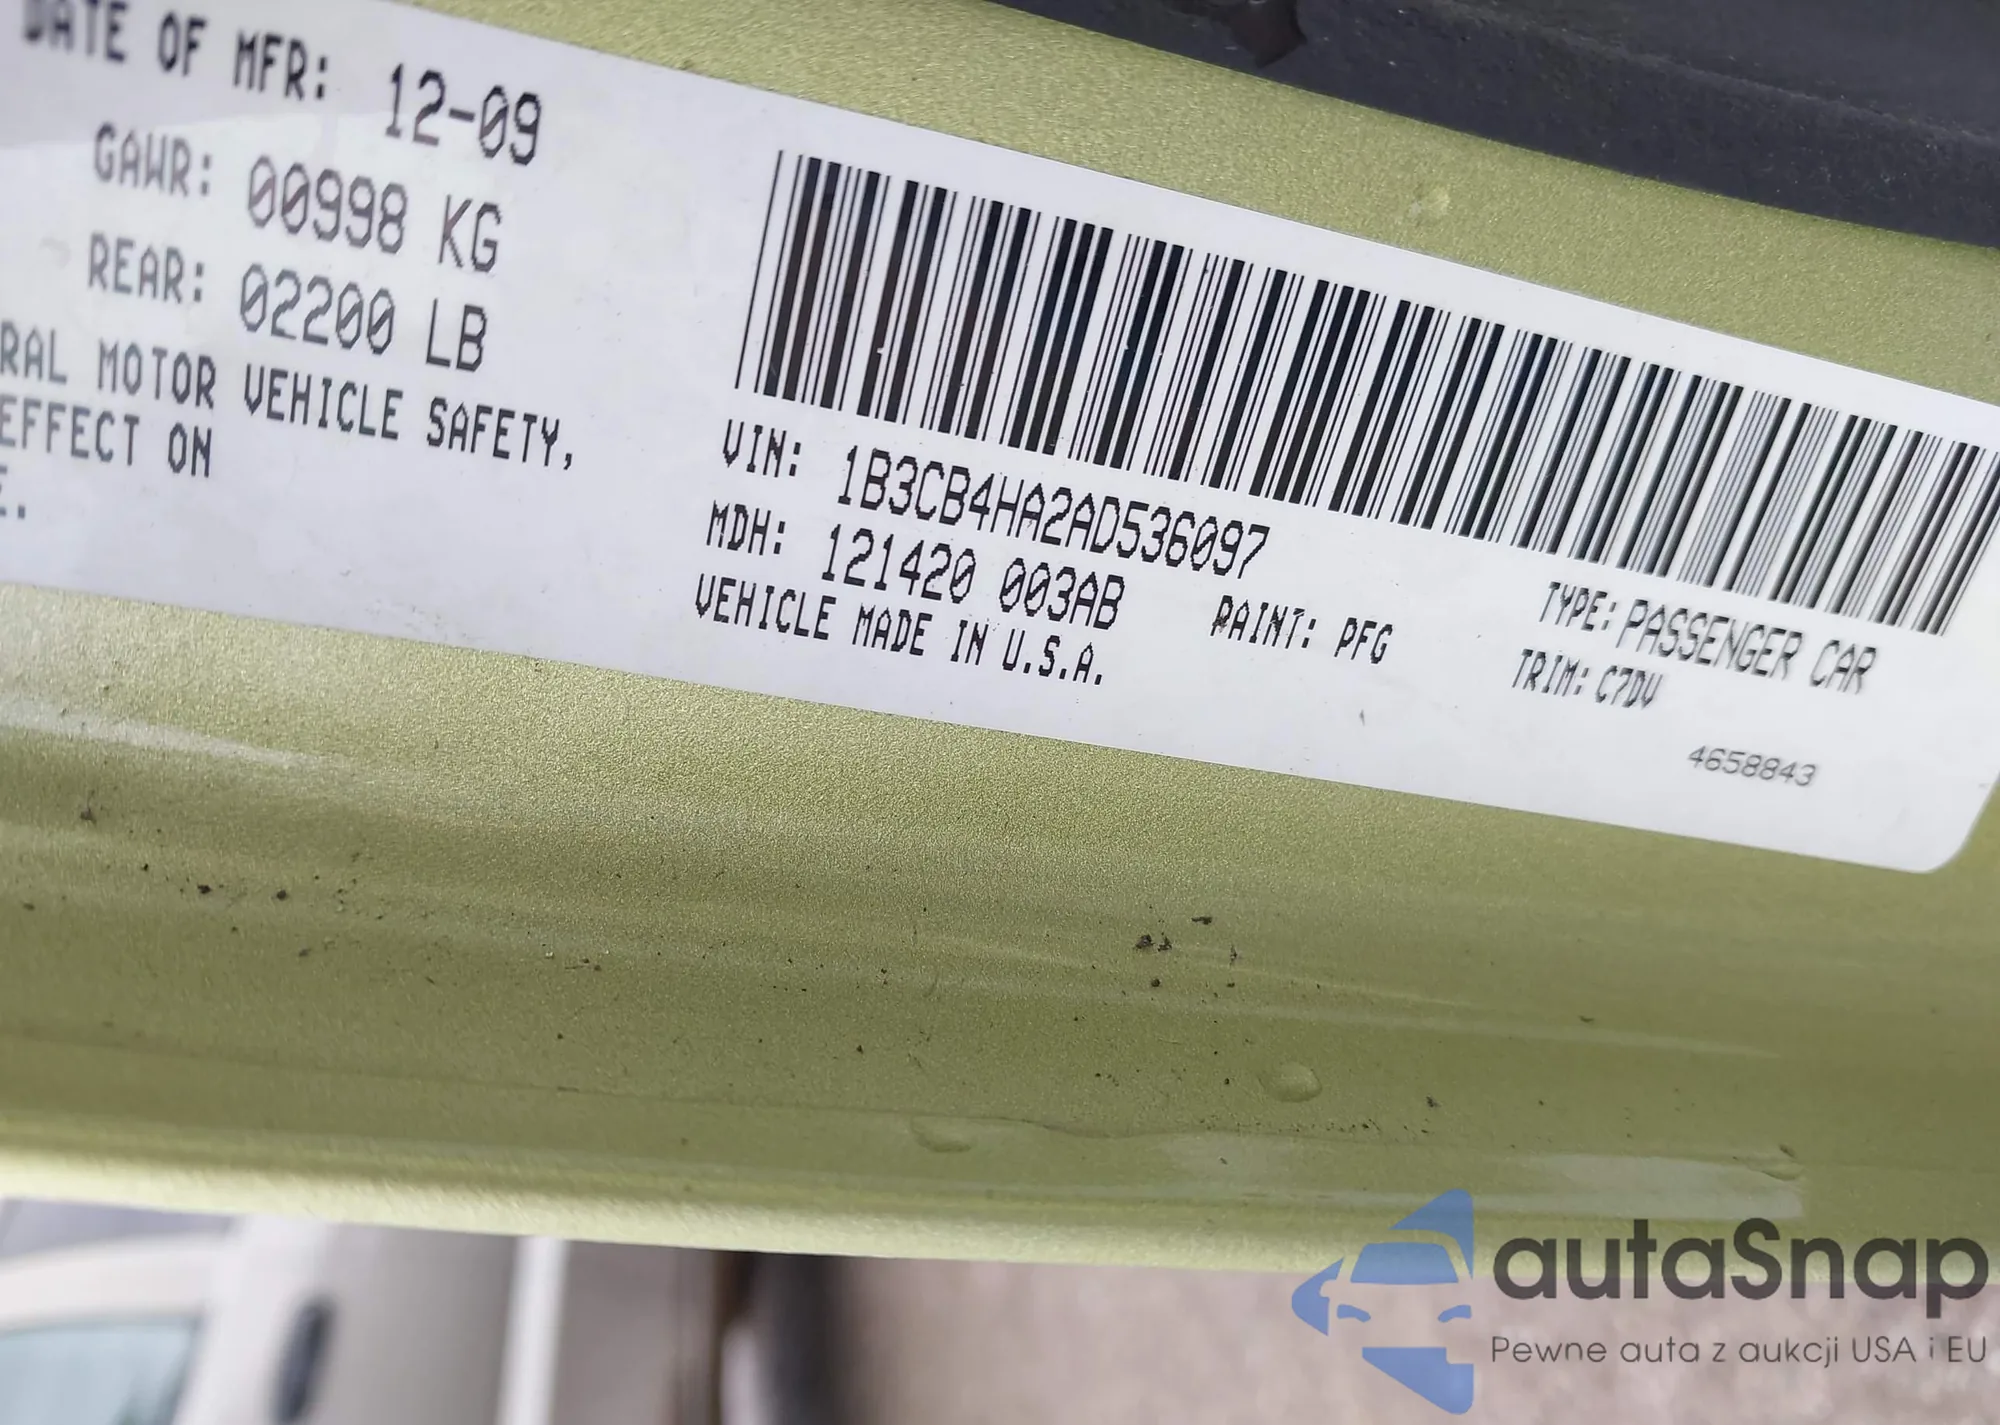 DATE OF MFR: 12-09
GAWR: 00998 KG
REAR: 02200 LB
RAL MOTOR VEHICLE SAFETY,
EFFECT ON
E.
VIN: 1B3CB4HA2AD536097
MDH: 121420 003AB
VEHICLE MADE IN U.S.A.
PAINT: PFG
TYPE: PASSENGER CAR
TRIM: C7DV
4658843
autaSnap
Pewne auta z aukcji USA i EU